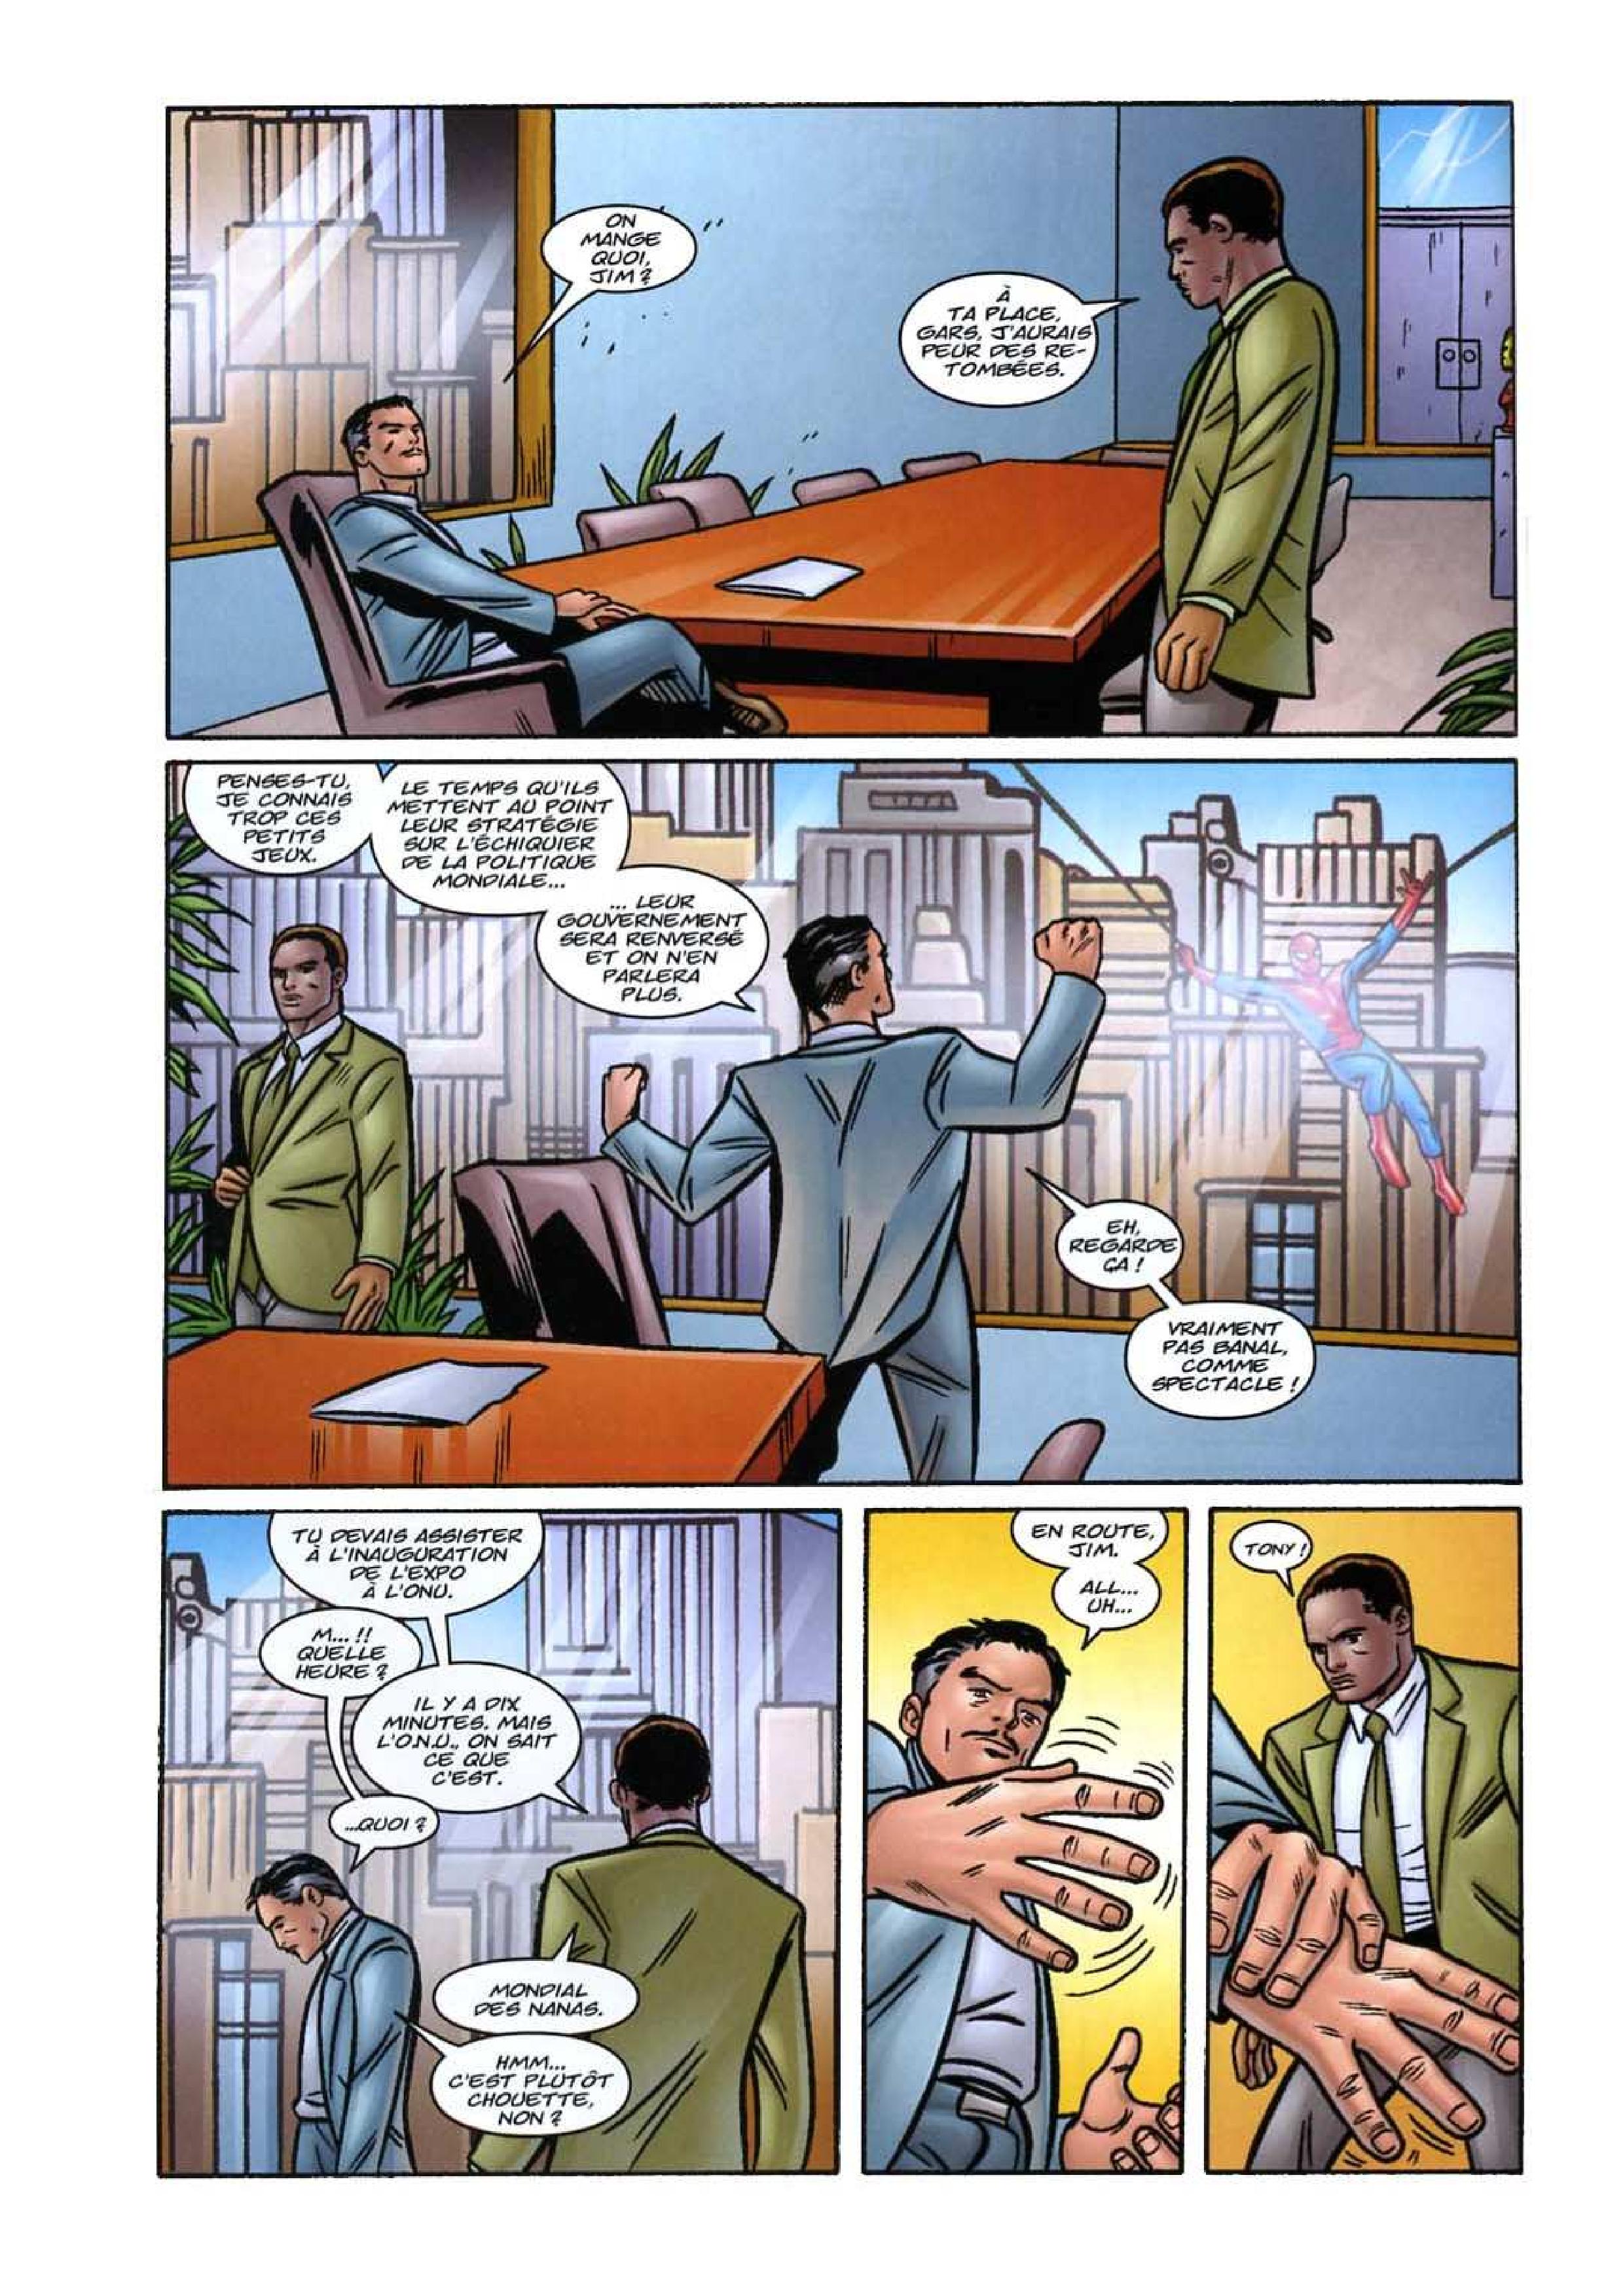 ON
MANGE
QUOI,
JIM ?
À
TA PLACE,
GARS, J'AURAIS
PEUR DES RE-
TOMBÉES.
PENSES-TU,
JE CONNAIS
TROP CES
PETITS
JEUX.
LE TEMPS QU'ILS
METTENT AU POINT
LEUR STRATÉGIE
SUR L'ÉCHIQUIER
DE LA POLITIQUE
MONDIALE...
... LEUR
GOUVERNEMENT
SERA RENVERSÉ
ET ON N'EN
PARLERA
PLUS.
EH,
REGARDE
ÇA !
VRAIMENT
PAS BANAL,
COMME
SPECTACLE !
TU DEVAIS ASSISTER
À L'INAUGURATION
DE L'EXPO
À L'ONU.
M... !!
QUELLE
HEURE ?
IL Y A DIX
MINUTES. MAIS
L'O.N.U., ON SAIT
CE QUE
C'EST.
...QUOI ?
MONDIAL
DES NANAS.
HMM...
C'EST PLUTÔT
CHOUETTE,
NON ?
EN ROUTE,
JIM.
ALL...
UH...
TONY !